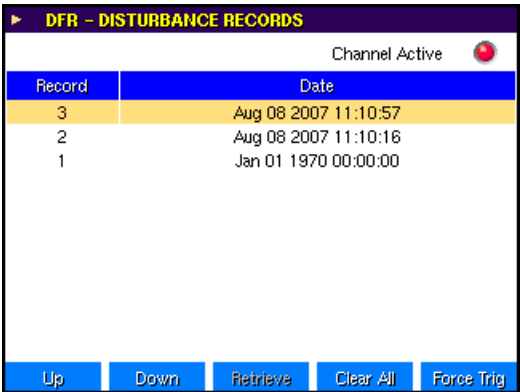 DFR – DISTURBANCE RECORDS
Channel Active
Record Date
3 Aug 08 2007 11:10:57
2 Aug 08 2007 11:10:16
1 Jan 01 1970 00:00:00
Up Down Retrieve Clear All Force Trig